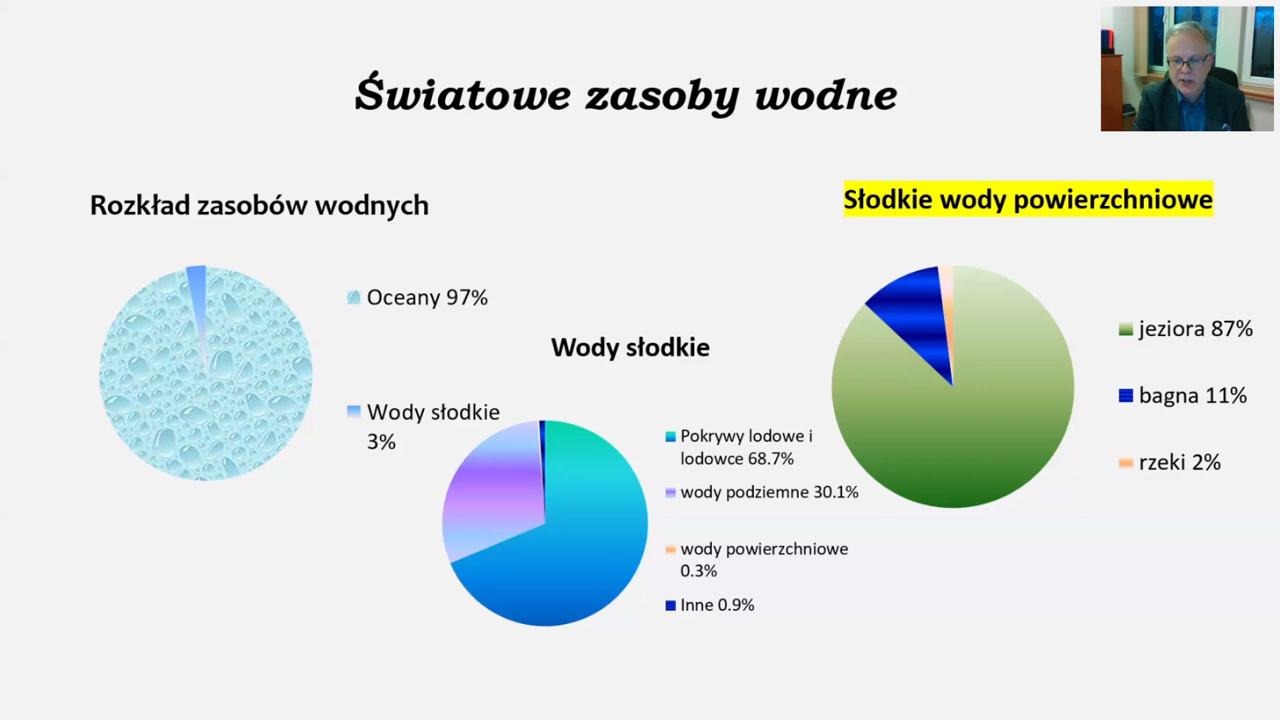 Światowe zasoby wodne
Rozkład zasobów wodnych
Oceany 97%
Wody słodkie
3%
Wody słodkie
Pokrywy lodowe i
lodowce 68.7%
wody podziemne 30.1%
wody powierzchniowe
0.3%
Inne 0.9%
Słodkie wody powierzchniowe
jeziora 87%
bagna 11%
rzeki 2%